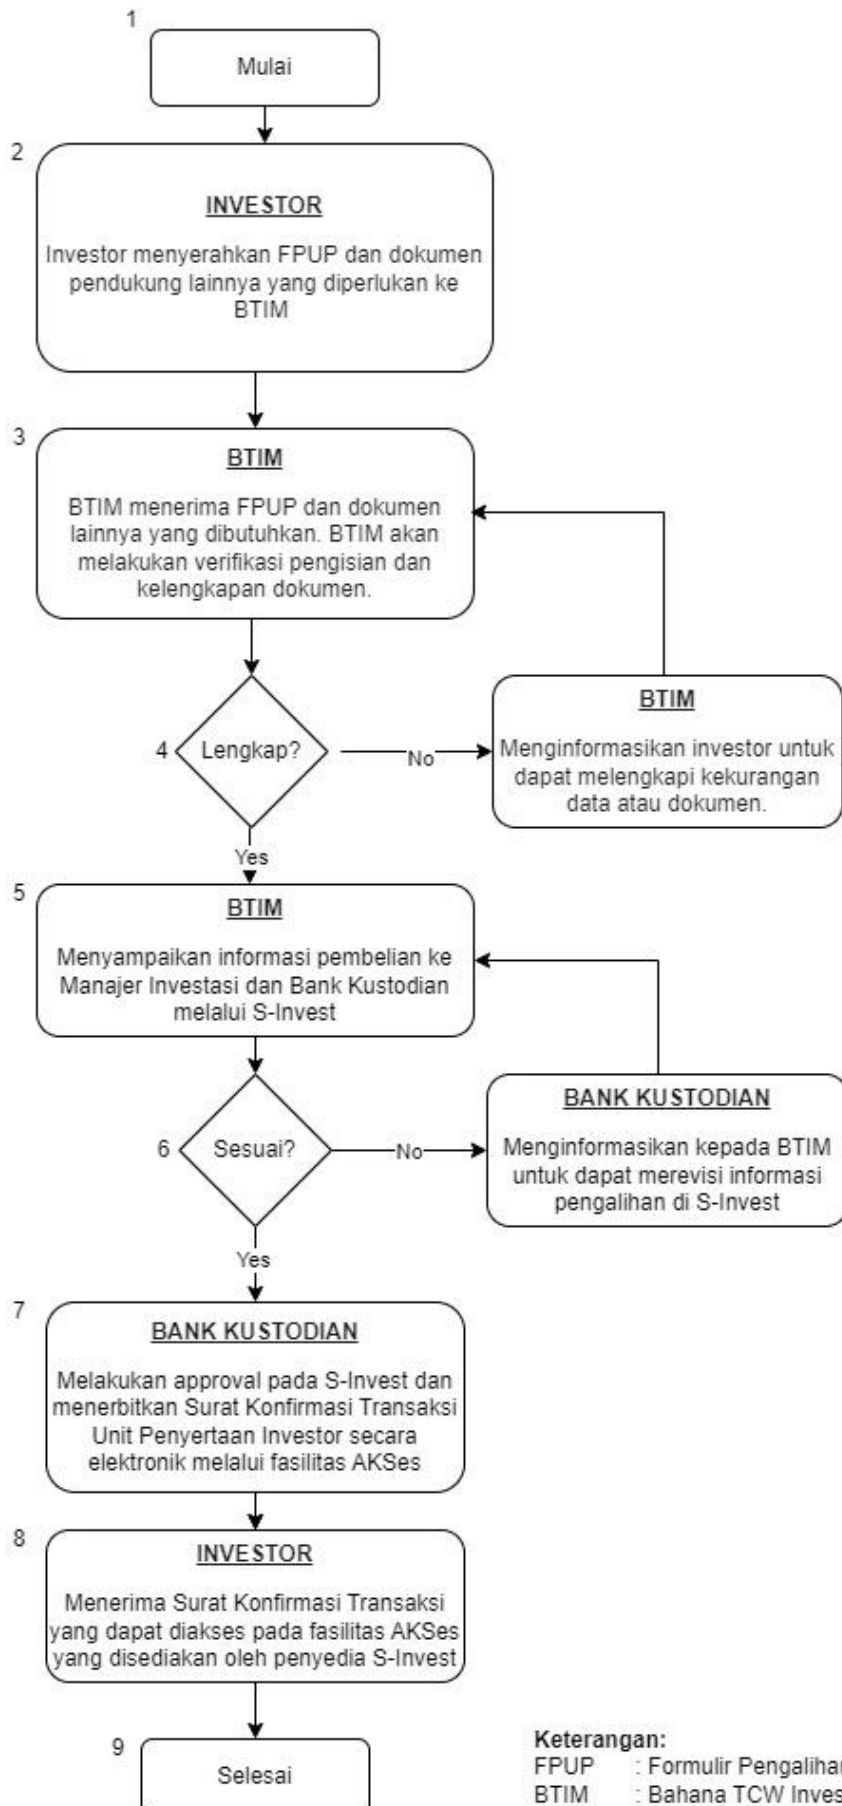 1
Mulai
2
INVESTOR
Investor menyerahkan FPUP dan dokumen
pendukung lainnya yang diperlukan ke
BTIM
3
BTIM
BTIM menerima FPUP dan dokumen
lainnya yang dibutuhkan. BTIM akan
melakukan verifikasi pengisian dan
kelengkapan dokumen.
4
Lengkap?
No
BTIM
Menginformasikan investor untuk
dapat melengkapi kekurangan
data atau dokumen.
Yes
5
BTIM
Menyampaikan informasi pembelian ke
Manajer Investasi dan Bank Kustodian
melalui S-Invest
6
Sesuai?
No
BANK KUSTODIAN
Menginformasikan kepada BTIM
untuk dapat merevisi informasi
pengalihan di S-Invest
Yes
7
BANK KUSTODIAN
Melakukan approval pada S-Invest dan
menerbitkan Surat Konfirmasi Transaksi
Unit Penyertaan Investor secara
elektronik melalui fasilitas AKSes
8
INVESTOR
Menerima Surat Konfirmasi Transaksi
yang dapat diakses pada fasilitas AKSes
yang disediakan oleh penyedia S-Invest
9
Selesai
Keterangan:
FPUP : Formulir Pengalihan
BTIM : Bahana TCW Inves